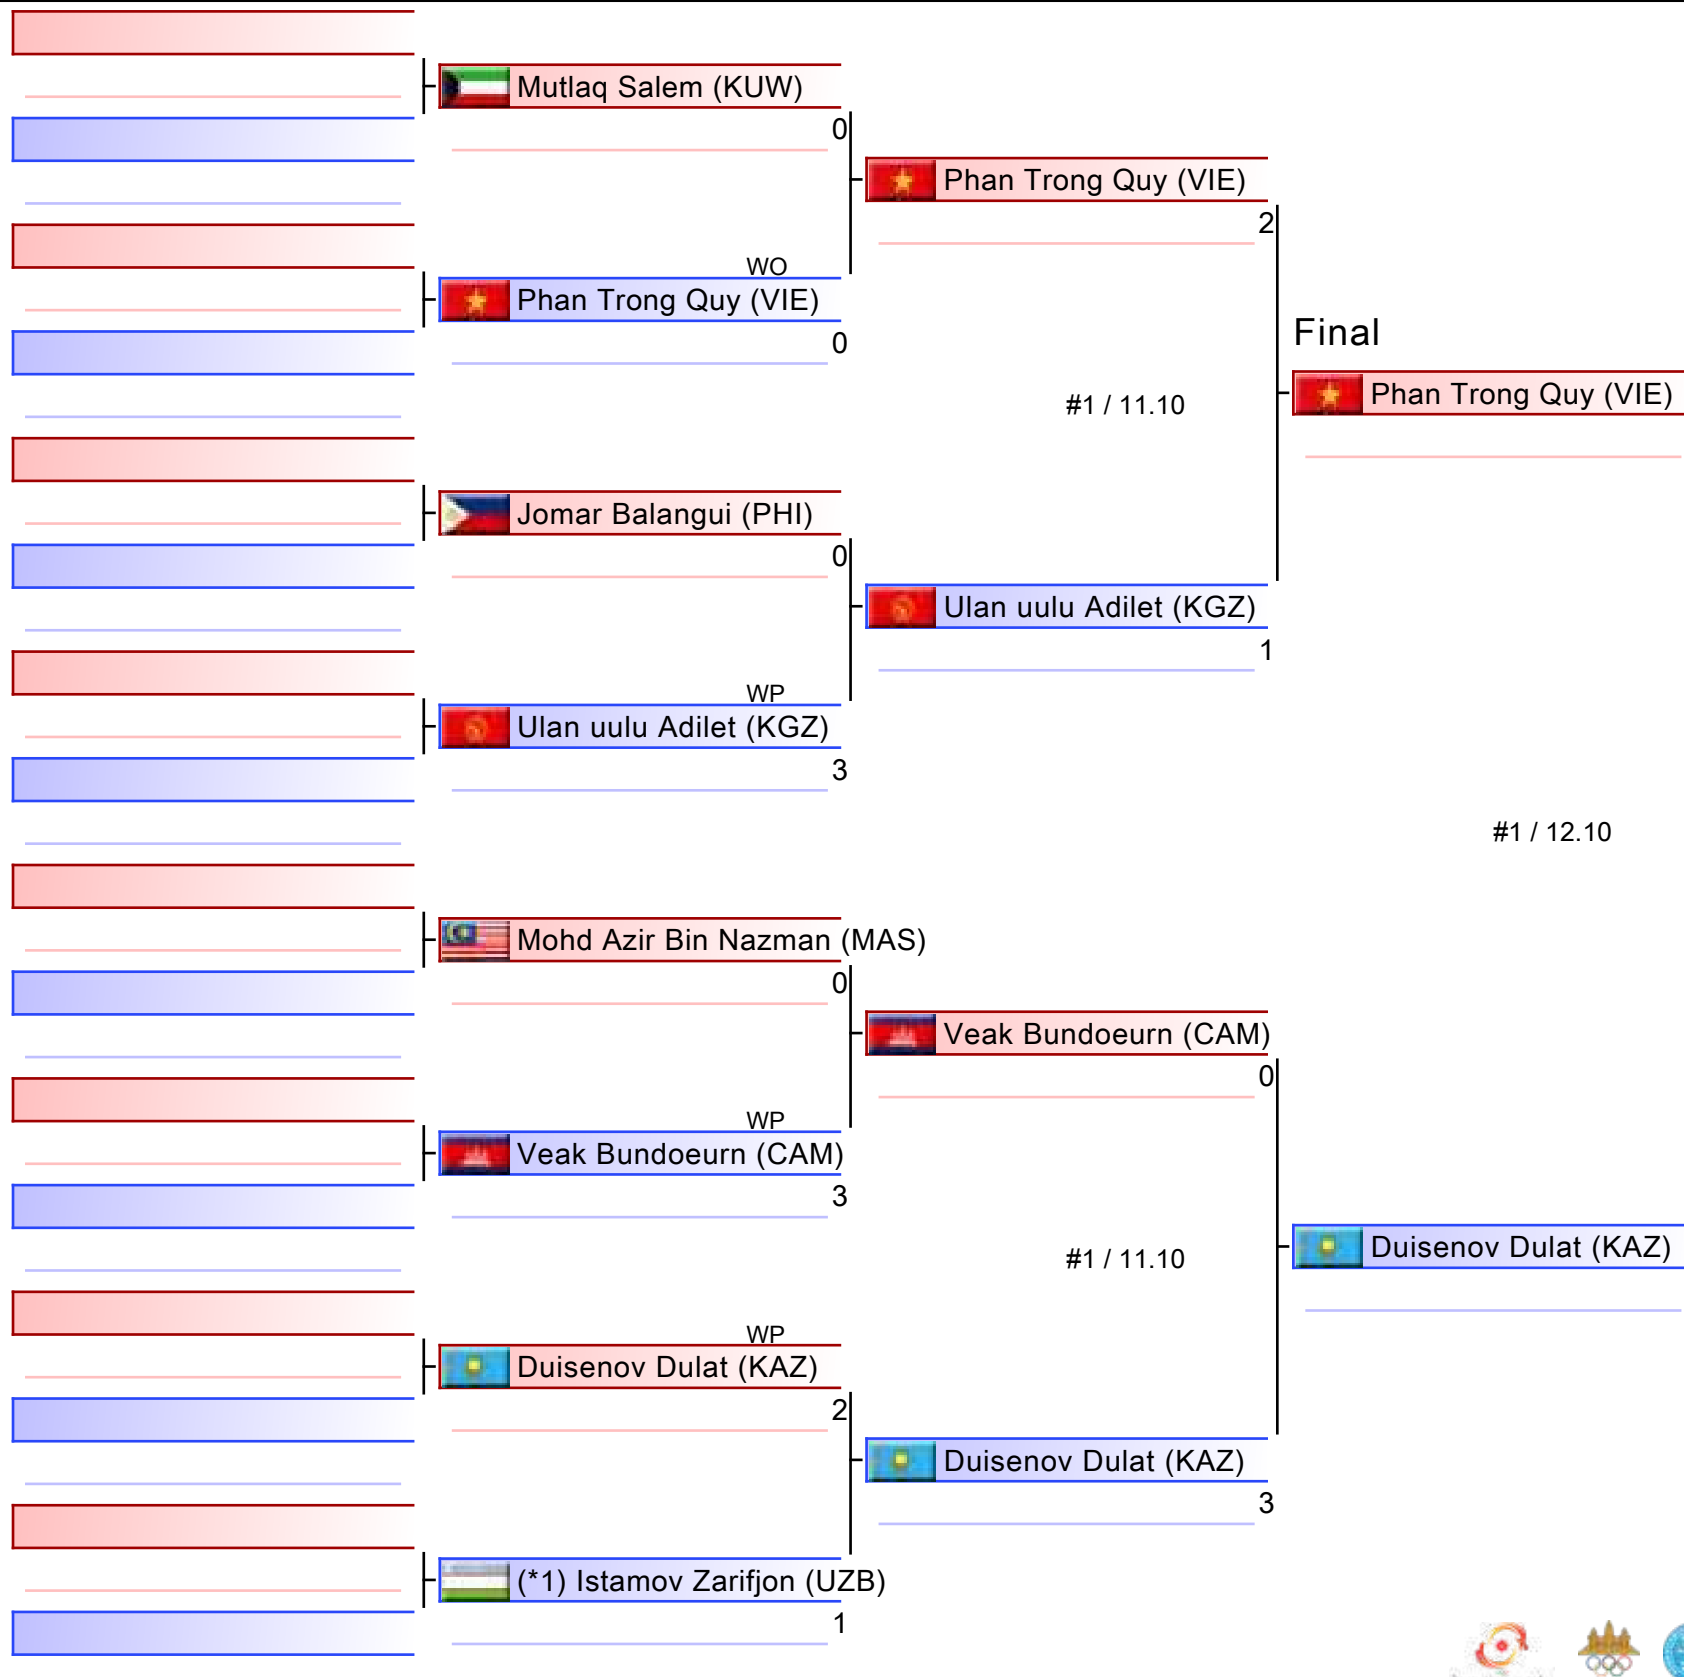 Mutlaq Salem (KUW)
0
Phan Trong Quy (VIE)
2
WO
Phan Trong Quy (VIE)
0
Final
Phan Trong Quy (VIE)
#1 / 11.10
Jomar Balangui (PHI)
0
Ulan uulu Adilet (KGZ)
1
WP
Ulan uulu Adilet (KGZ)
3
#1 / 12.10
Mohd Azir Bin Nazman (MAS)
0
Veak Bundoeurn (CAM)
0
WP
Veak Bundoeurn (CAM)
3
#1 / 11.10
Duisenov Dulat (KAZ)
WP
Duisenov Dulat (KAZ)
2
Duisenov Dulat (KAZ)
3
(*1) Istamov Zarifjon (UZB)
1